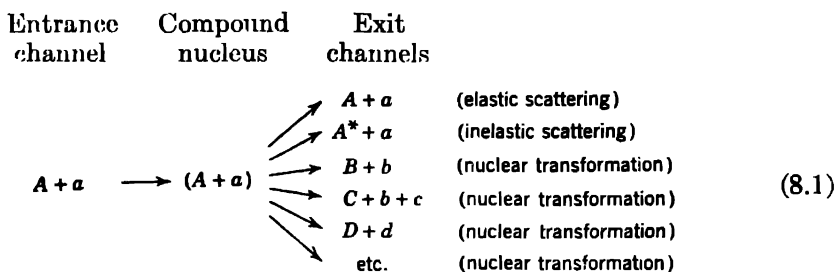 Entrance Compound Exit
channel nucleus channels
A + a (elastic scattering)
A* + a (inelastic scattering)
B + b (nuclear transformation)
A + a → (A + a) C + b + c (nuclear transformation) (8.1)
D + d (nuclear transformation)
etc. (nuclear transformation)